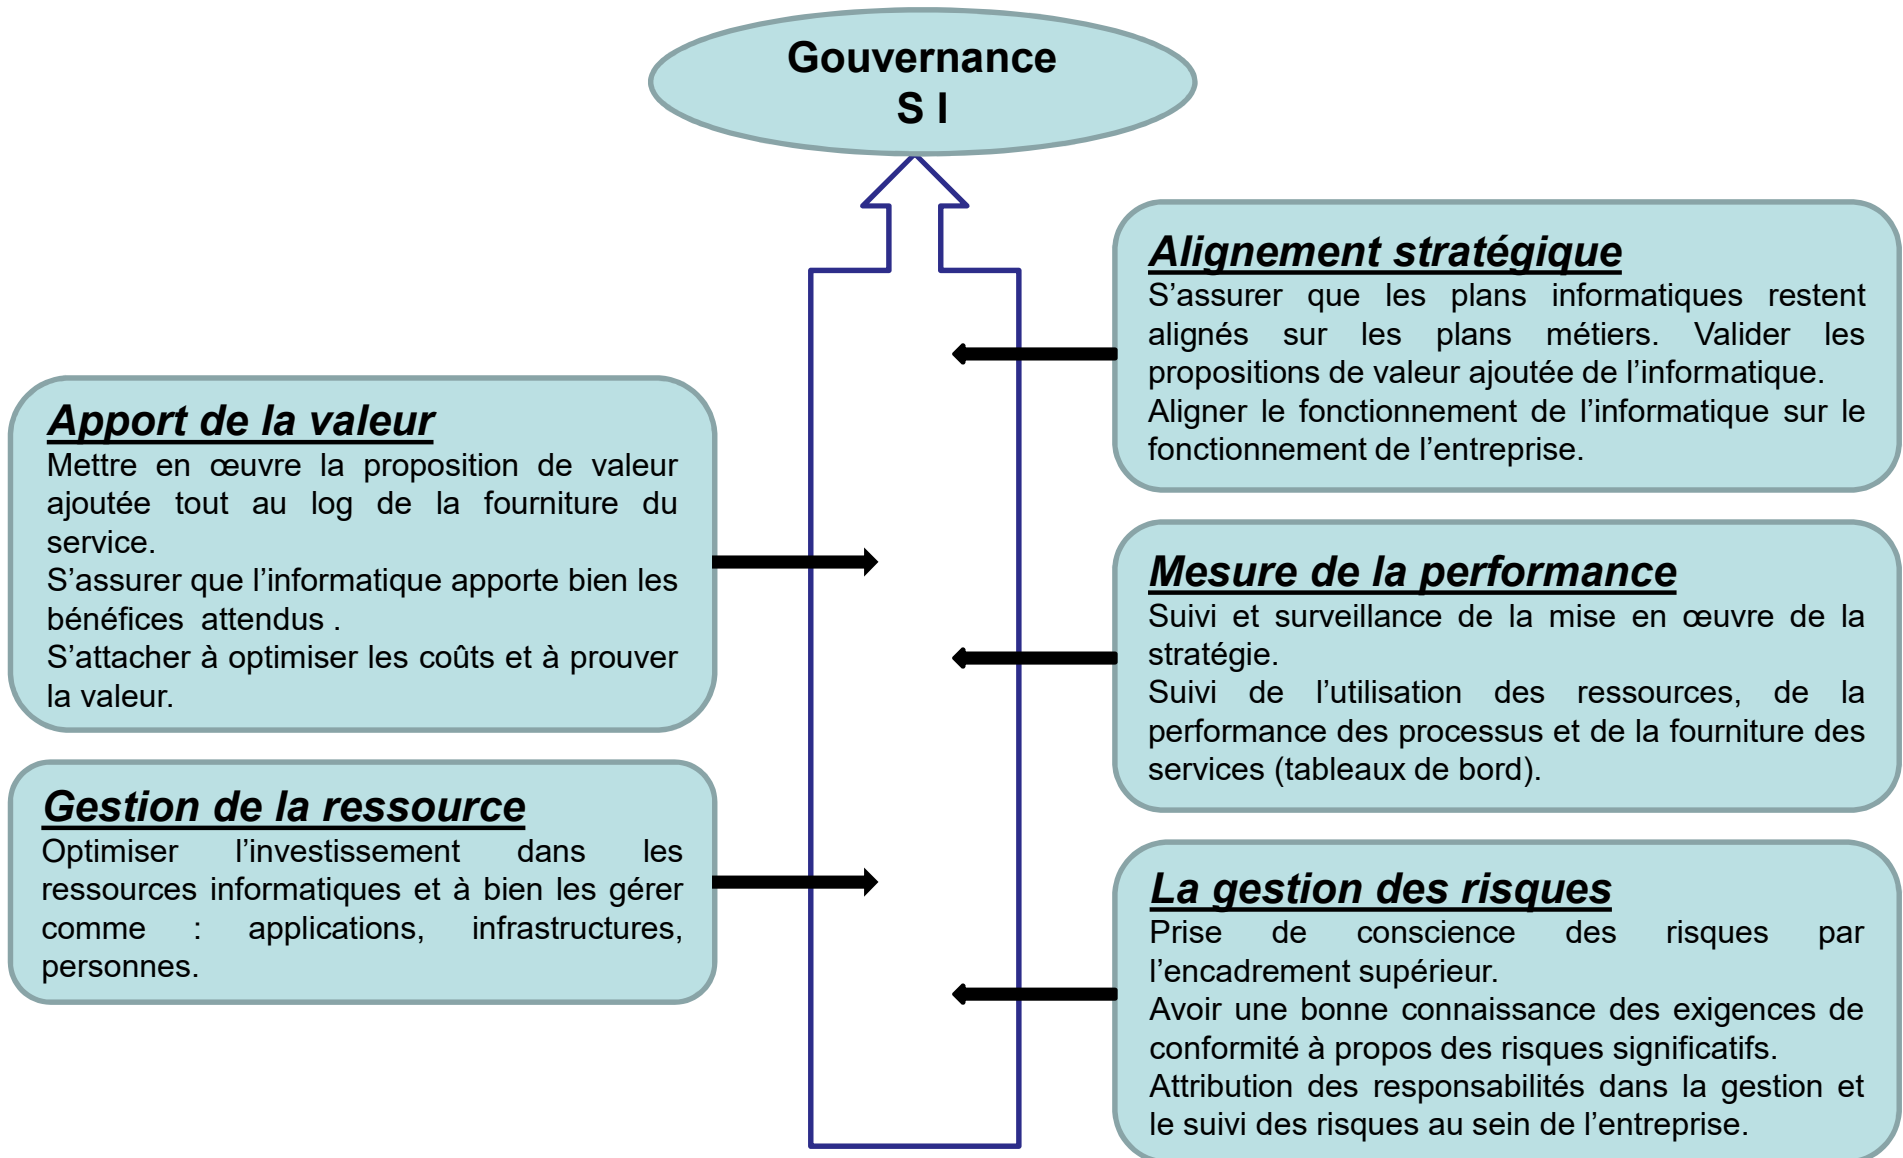 Gouvernance
S I
Alignement stratégique
S’assurer que les plans informatiques restent
alignés sur les plans métiers. Valider les
propositions de valeur ajoutée de l’informatique.
Aligner le fonctionnement de l’informatique sur le
fonctionnement de l’entreprise.
Apport de la valeur
Mettre en œuvre la proposition de valeur
ajoutée tout au log de la fourniture du
service.
S’assurer que l’informatique apporte bien les
bénéfices attendus .
S’attacher à optimiser les coûts et à prouver
la valeur.
Mesure de la performance
Suivi et surveillance de la mise en œuvre de la
stratégie.
Suivi de l’utilisation des ressources, de la
performance des processus et de la fourniture des
services (tableaux de bord).
Gestion de la ressource
Optimiser l’investissement dans les
ressources informatiques et à bien les gérer
comme : applications, infrastructures,
personnes.
La gestion des risques
Prise de conscience des risques par
l’encadrement supérieur.
Avoir une bonne connaissance des exigences de
conformité à propos des risques significatifs.
Attribution des responsabilités dans la gestion et
le suivi des risques au sein de l’entreprise.